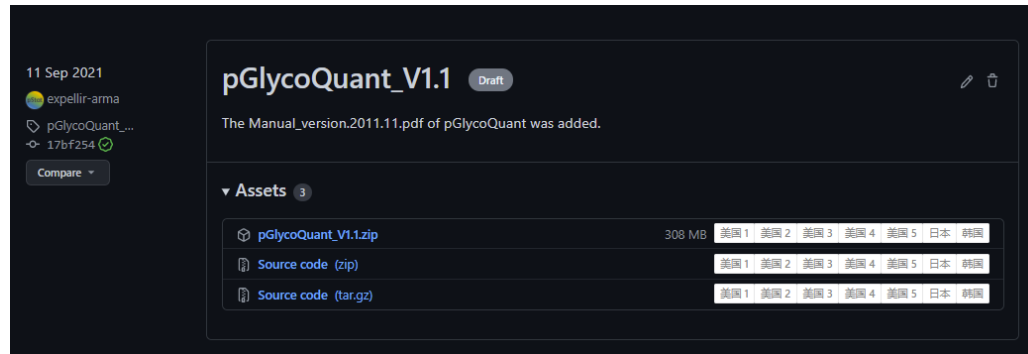 11 Sep 2021
expellir-arma
pGlycoQuant_...
17bf254
Compare
pGlycoQuant_V1.1 Draft
The Manual_version.2011.11.pdf of pGlycoQuant was added.
Assets 3
pGlycoQuant_V1.1.zip 308 MB 美国 1 美国 2 美国 3 美国 4 美国 5 日本 韩国
Source code (zip) 美国 1 美国 2 美国 3 美国 4 美国 5 日本 韩国
Source code (tar.gz) 美国 1 美国 2 美国 3 美国 4 美国 5 日本 韩国